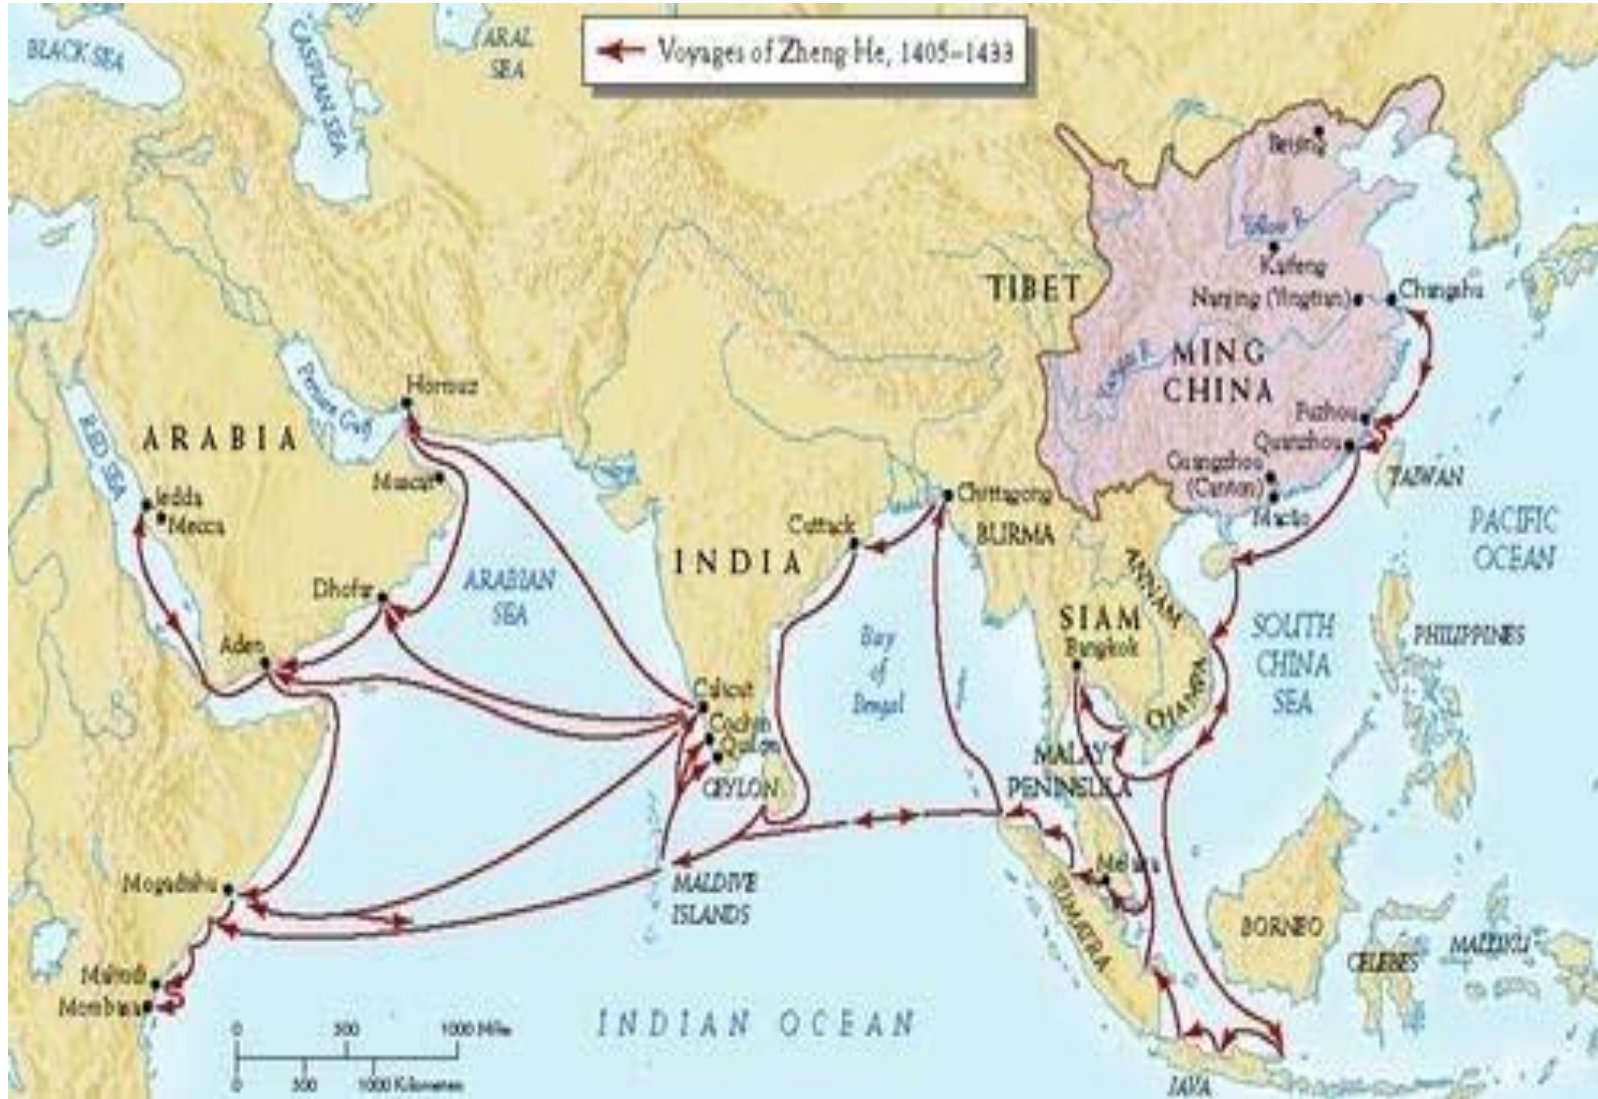 Voyages of Zheng He, 1405–1433
BLACK SEA
CASPIAN SEA
ARAL
SEA
Beijing
Yellow R.
Kaifeng
TIBET
Nanjing (Yingtian)
Changshu
MING
CHINA
Yangzi R.
Hormuz
Persian Gulf
ARABIA
RED SEA
Fuzhou
Quanzhou
Guangzhou
(Canton)
Macao
TAIWAN
Muscat
Jedda
Mecca
Chittagong
BURMA
Cuttack
INDIA
PACIFIC
OCEAN
ANNAM
Dhofar
ARABIAN
SEA
SIAM
Bangkok
Bay
of
Bengal
SOUTH
CHINA
SEA
PHILIPPINES
Aden
CHAMPA
Calicut
Cochin
Quilon
CEYLON
MALAY
PENINSULA
Mogadishu
MALDIVE
ISLANDS
Melaka
SUMATRA
BORNEO
CELEBES
MALUKU
Malindi
Mombasa
INDIAN OCEAN
0 500 1000 Miles
0 500 1000 Kilometers
JAVA